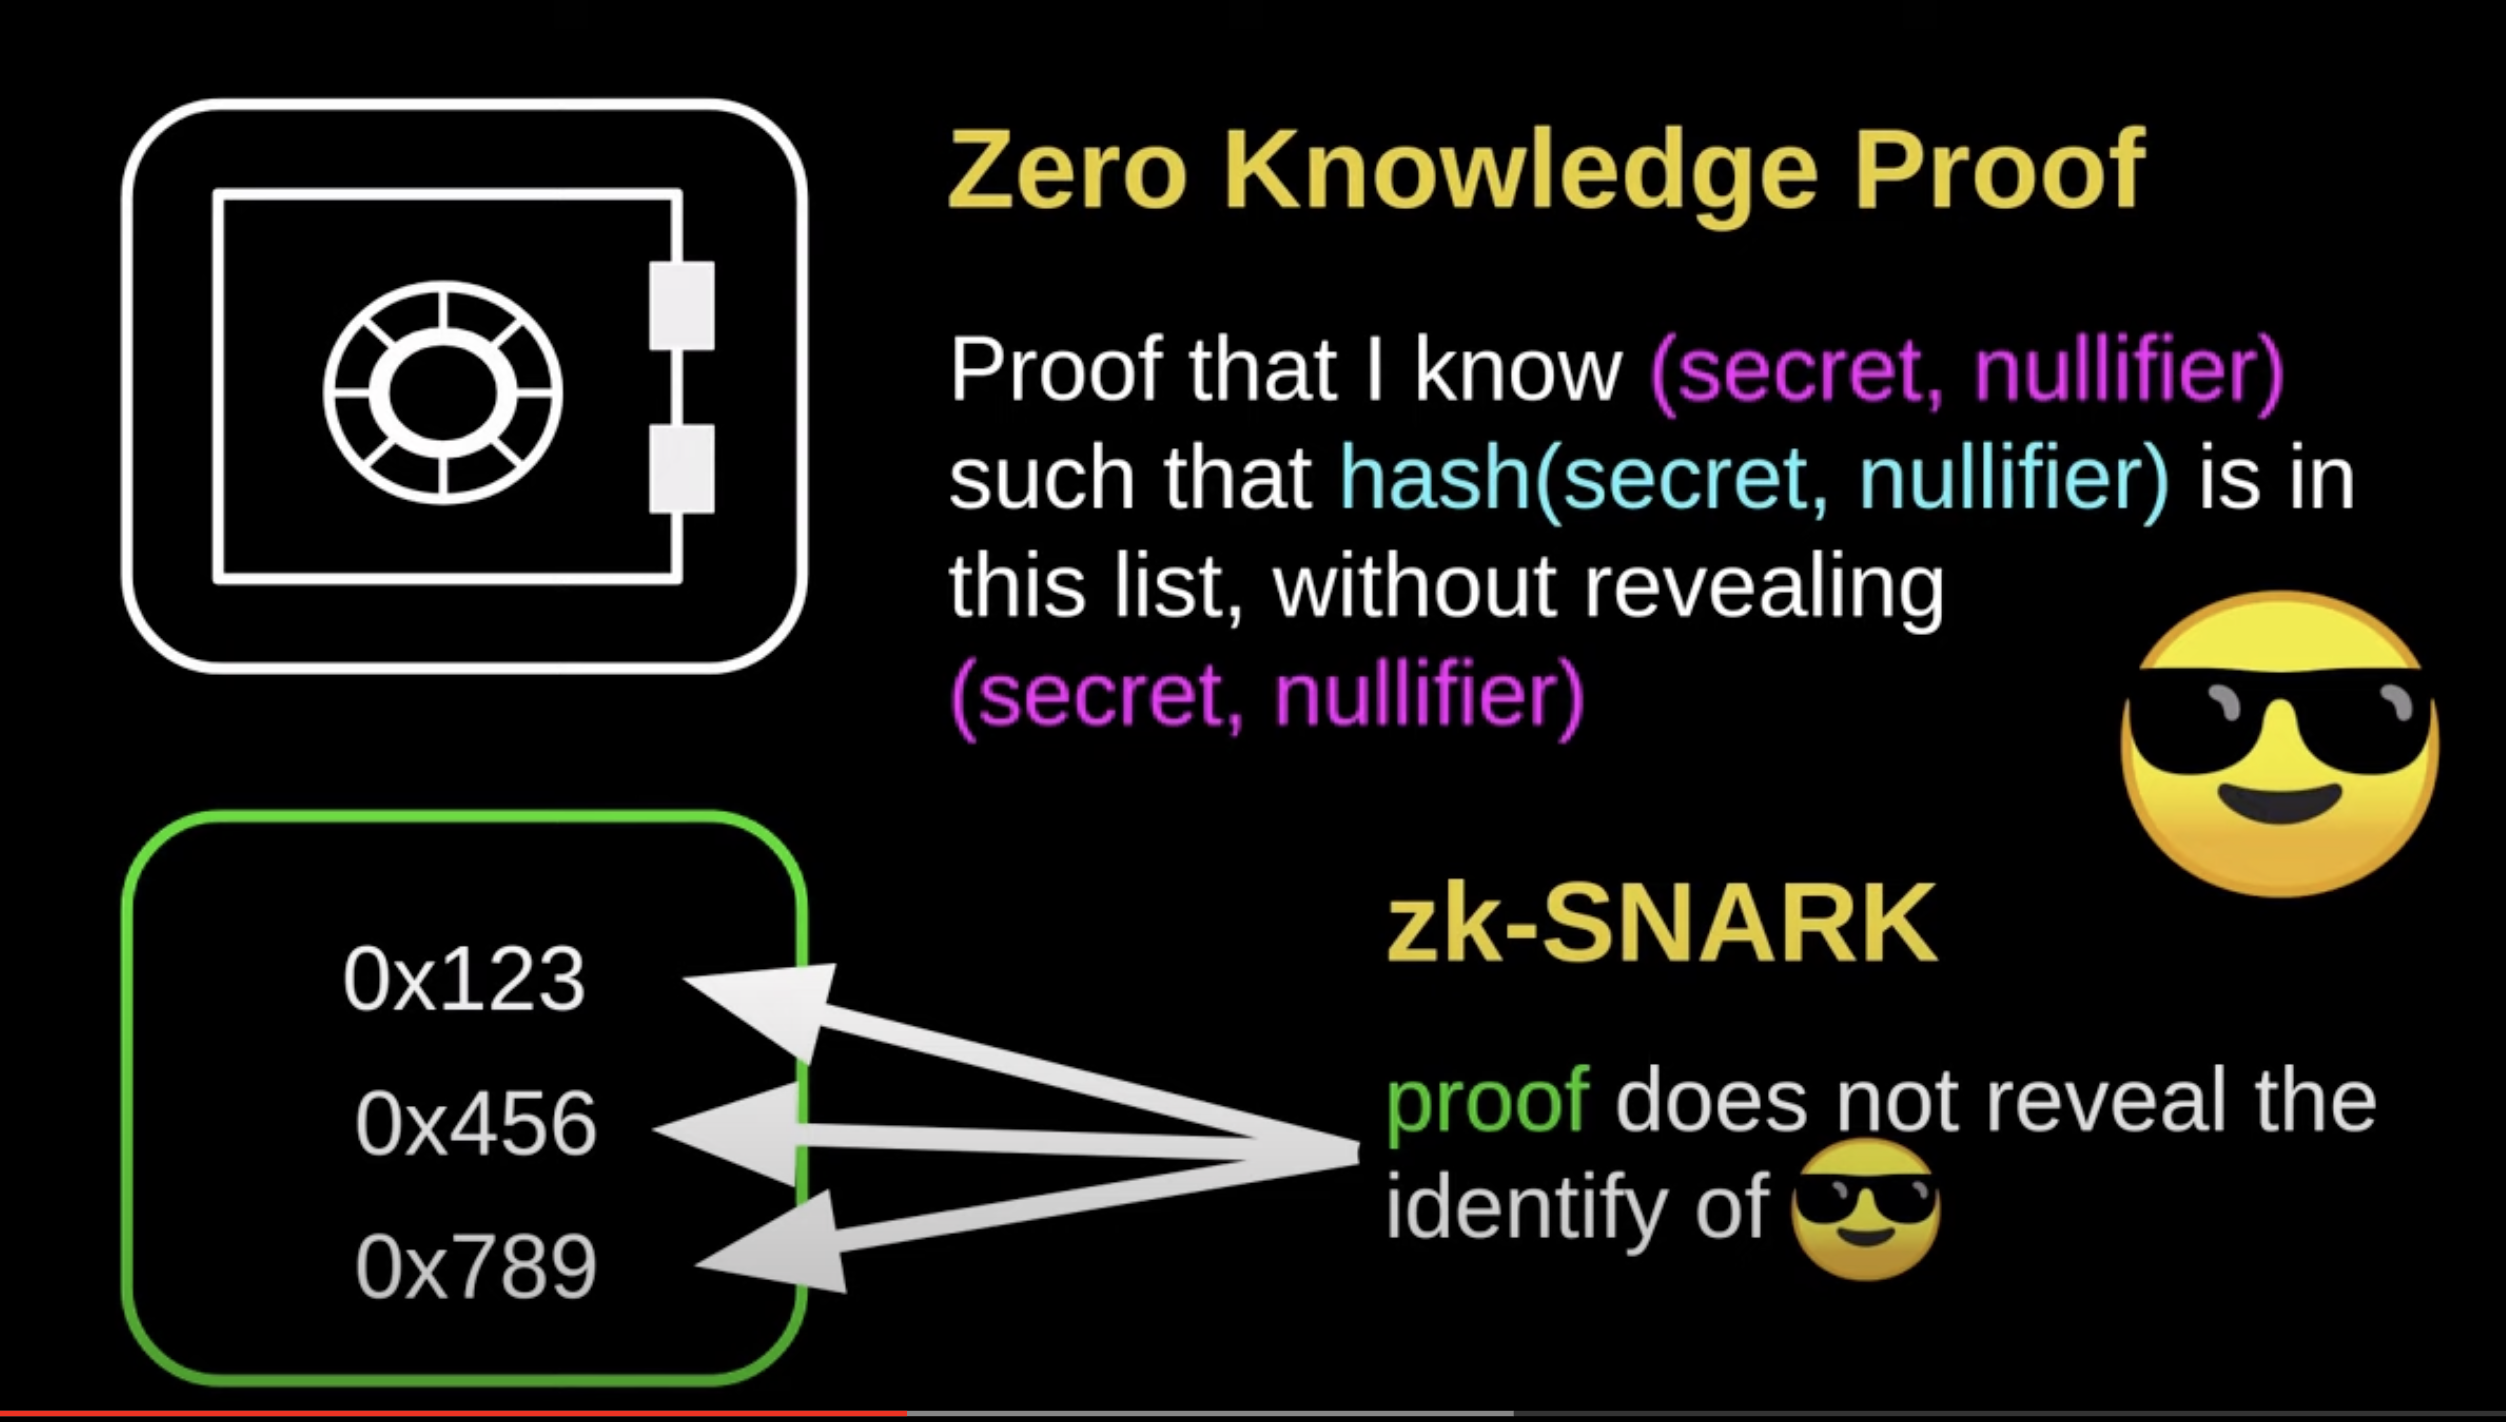 Zero Knowledge Proof
Proof that I know (secret, nullifier)
such that hash(secret, nullifier) is in
this list, without revealing
(secret, nullifier)
0x123
0x456
0x789
zk-SNARK
proof does not reveal the
identify of